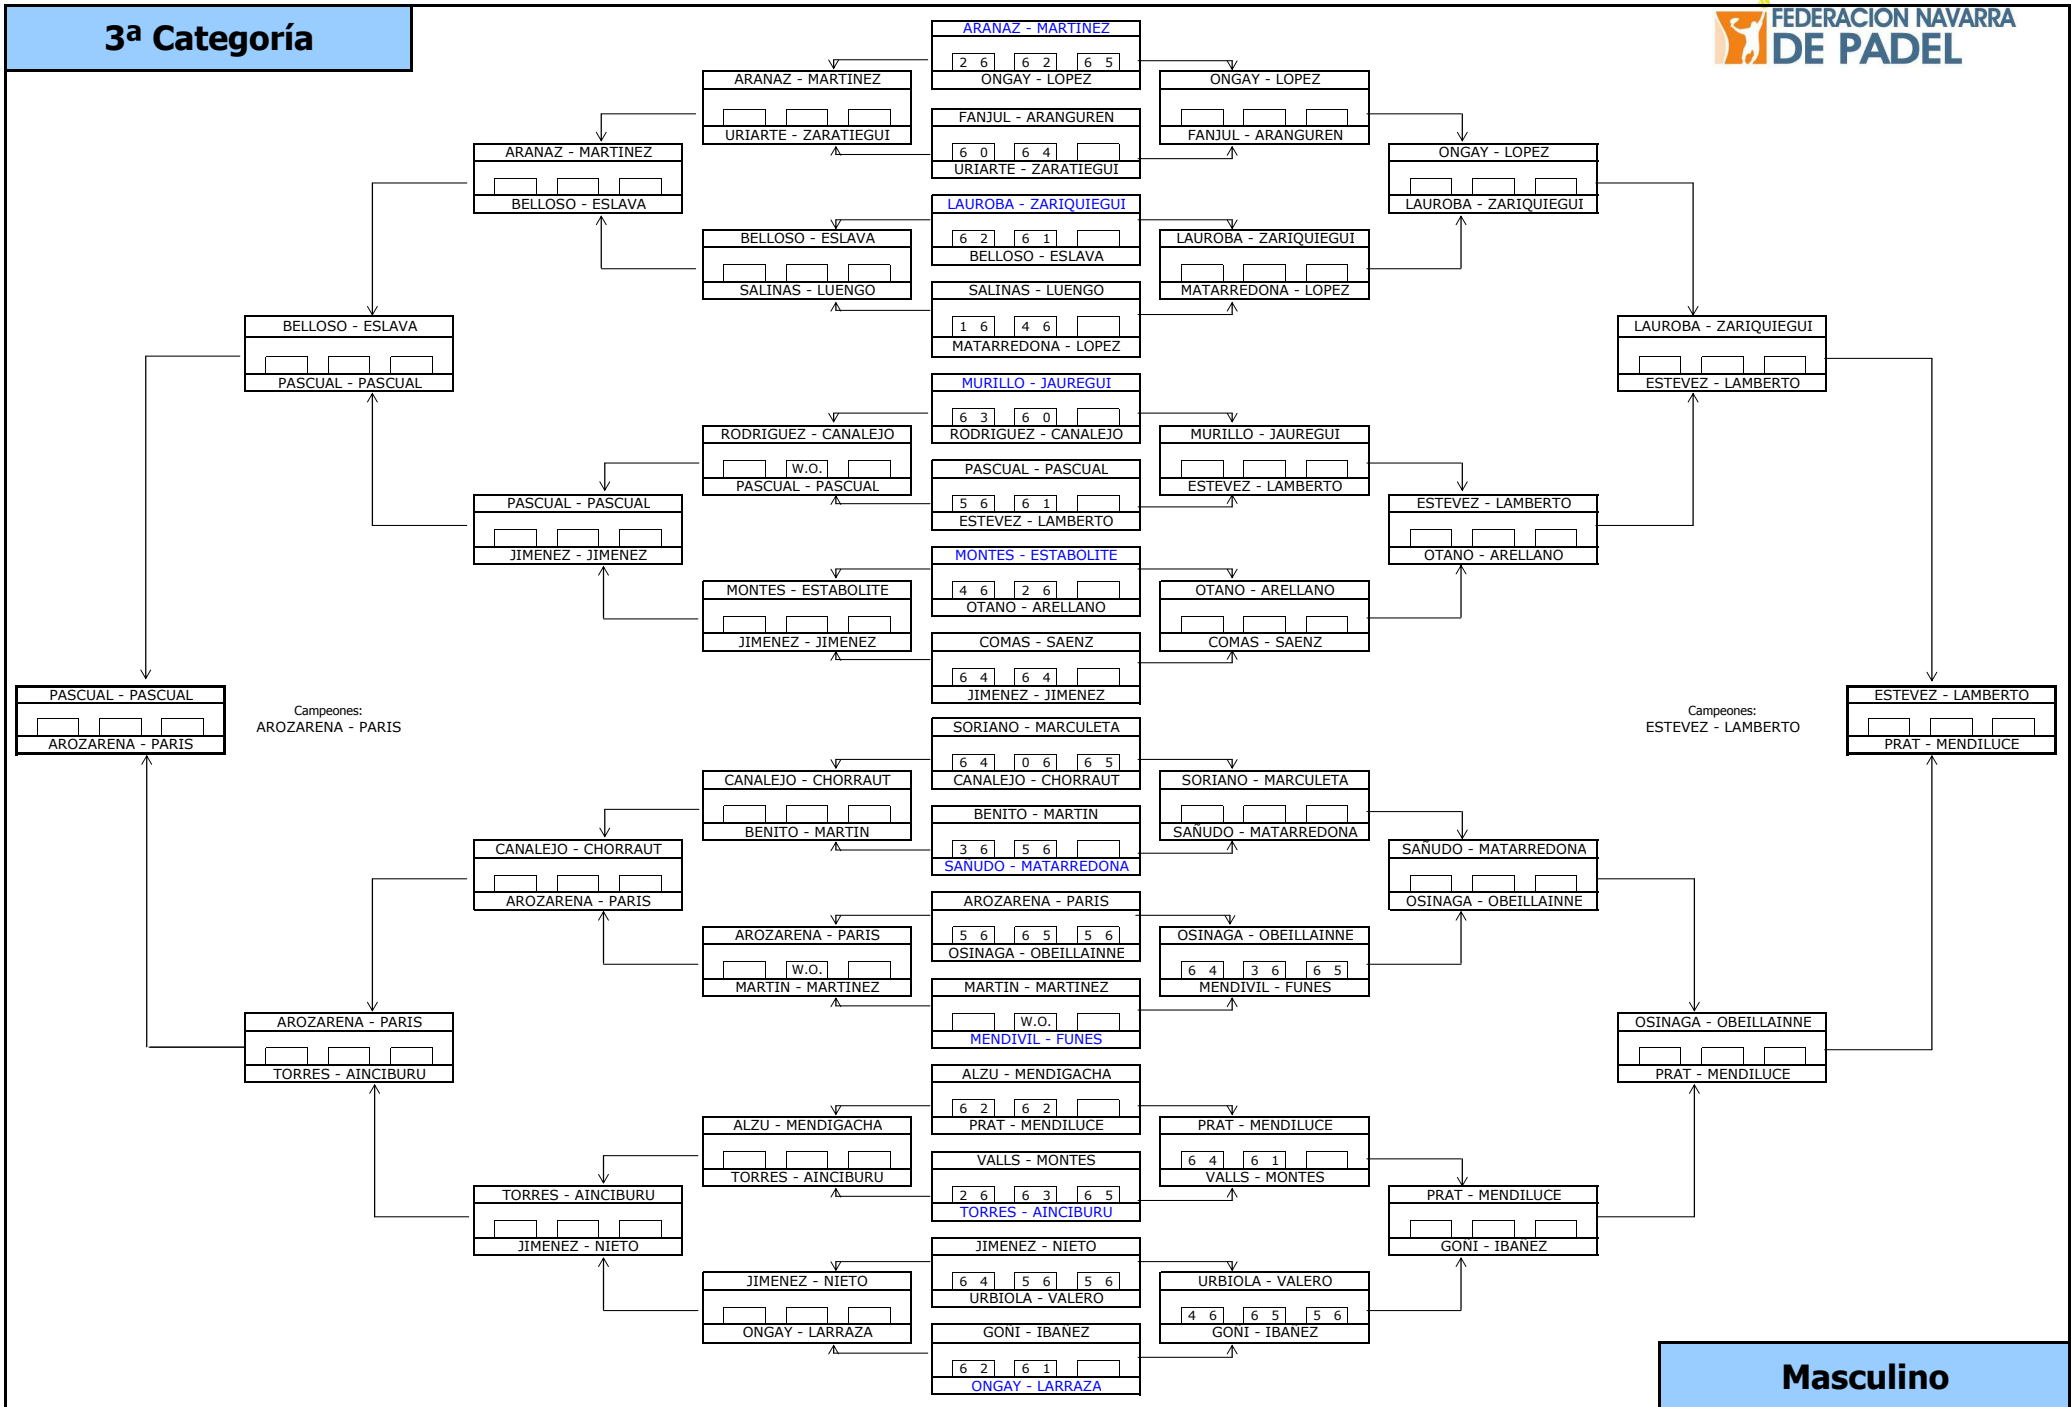 3ª Categoría
FEDERACION NAVARRA
DE PADEL
ARANAZ - MARTINEZ
2 6 6 2 6 5
ONGAY - LOPEZ
ARANAZ - MARTINEZ
URIARTE - ZARATIEGUI
ONGAY - LOPEZ
FANJUL - ARANGUREN
FANJUL - ARANGUREN
6 0 6 4
URIARTE - ZARATIEGUI
ARANAZ - MARTINEZ
BELLOSO - ESLAVA
ONGAY - LOPEZ
LAUROBA - ZARIQUIEGUI
LAUROBA - ZARIQUIEGUI
6 2 6 1
BELLOSO - ESLAVA
BELLOSO - ESLAVA
SALINAS - LUENGO
LAUROBA - ZARIQUIEGUI
MATARREDONA - LOPEZ
SALINAS - LUENGO
1 6 4 6
MATARREDONA - LOPEZ
BELLOSO - ESLAVA
PASCUAL - PASCUAL
LAUROBA - ZARIQUIEGUI
ESTEVEZ - LAMBERTO
MURILLO - JAUREGUI
6 3 6 0
RODRIGUEZ - CANALEJO
RODRIGUEZ - CANALEJO
W.O.
PASCUAL - PASCUAL
MURILLO - JAUREGUI
ESTEVEZ - LAMBERTO
PASCUAL - PASCUAL
5 6 6 1
ESTEVEZ - LAMBERTO
PASCUAL - PASCUAL
JIMENEZ - JIMENEZ
ESTEVEZ - LAMBERTO
OTANO - ARELLANO
MONTES - ESTABOLITE
4 6 2 6
OTANO - ARELLANO
MONTES - ESTABOLITE
JIMENEZ - JIMENEZ
OTANO - ARELLANO
COMAS - SAENZ
COMAS - SAENZ
6 4 6 4
JIMENEZ - JIMENEZ
PASCUAL - PASCUAL
AROZARENA - PARIS
Campeones:
AROZARENA - PARIS
Campeones:
ESTEVEZ - LAMBERTO
ESTEVEZ - LAMBERTO
PRAT - MENDILUCE
SORIANO - MARCULETA
6 4 0 6 6 5
CANALEJO - CHORRAUT
CANALEJO - CHORRAUT
BENITO - MARTIN
SORIANO - MARCULETA
SAÑUDO - MATARREDONA
BENITO - MARTIN
3 6 5 6
SAÑUDO - MATARREDONA
CANALEJO - CHORRAUT
AROZARENA - PARIS
SAÑUDO - MATARREDONA
OSINAGA - OBEILLAINNE
AROZARENA - PARIS
5 6 6 5 5 6
OSINAGA - OBEILLAINNE
AROZARENA - PARIS
W.O.
MARTIN - MARTINEZ
OSINAGA - OBEILLAINNE
6 4 3 6 6 5
MENDIVIL - FUNES
MARTIN - MARTINEZ
W.O.
MENDIVIL - FUNES
AROZARENA - PARIS
TORRES - AINCIBURU
OSINAGA - OBEILLAINNE
PRAT - MENDILUCE
ALZU - MENDIGACHA
6 2 6 2
PRAT - MENDILUCE
ALZU - MENDIGACHA
TORRES - AINCIBURU
PRAT - MENDILUCE
6 4 6 1
VALLS - MONTES
VALLS - MONTES
2 6 6 3 6 5
TORRES - AINCIBURU
TORRES - AINCIBURU
JIMENEZ - NIETO
PRAT - MENDILUCE
GOÑI - IBAÑEZ
JIMENEZ - NIETO
6 4 5 6 5 6
URBIOLA - VALERO
JIMENEZ - NIETO
ONGAY - LARRAZA
URBIOLA - VALERO
4 6 6 5 5 6
GOÑI - IBAÑEZ
GOÑI - IBAÑEZ
6 2 6 1
ONGAY - LARRAZA
Masculino